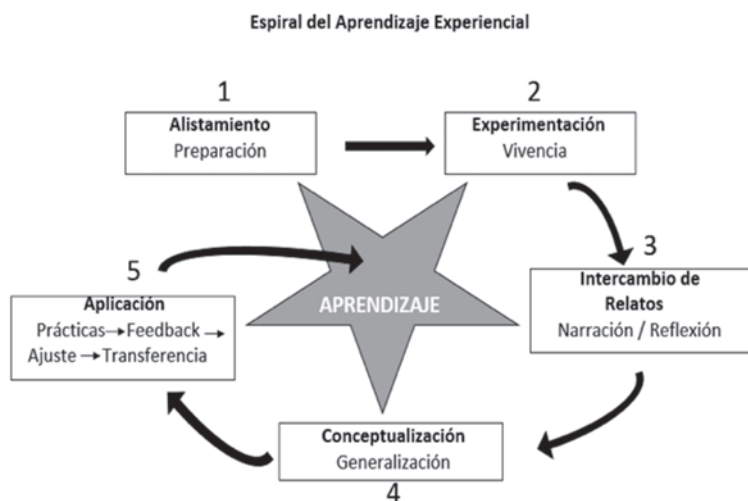 Espiral del Aprendizaje Experiencial
1
Alistamiento
Preparación
2
Experimentación
Vivencia
3
Intercambio de
Relatos
Narración / Reflexión
5
Aplicación
Prácticas→Feedback →
Ajuste →Transferencia
APRENDIZAJE
Conceptualización
Generalización
4